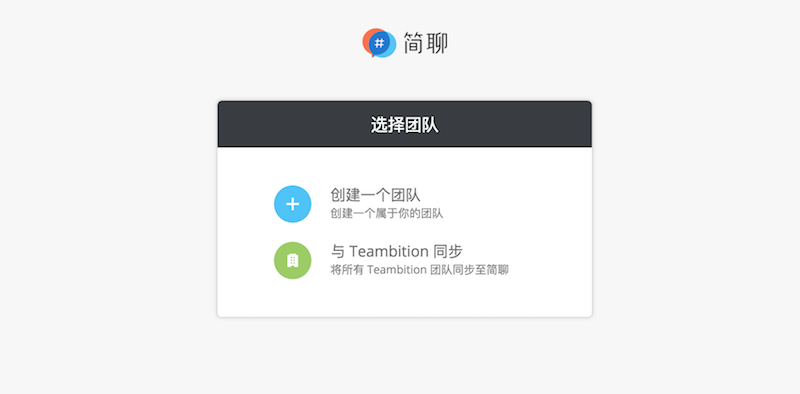 # 简聊
选择团队
创建一个团队
创建一个属于你的团队
与 Teambition 同步
将所有 Teambition 团队同步至简聊